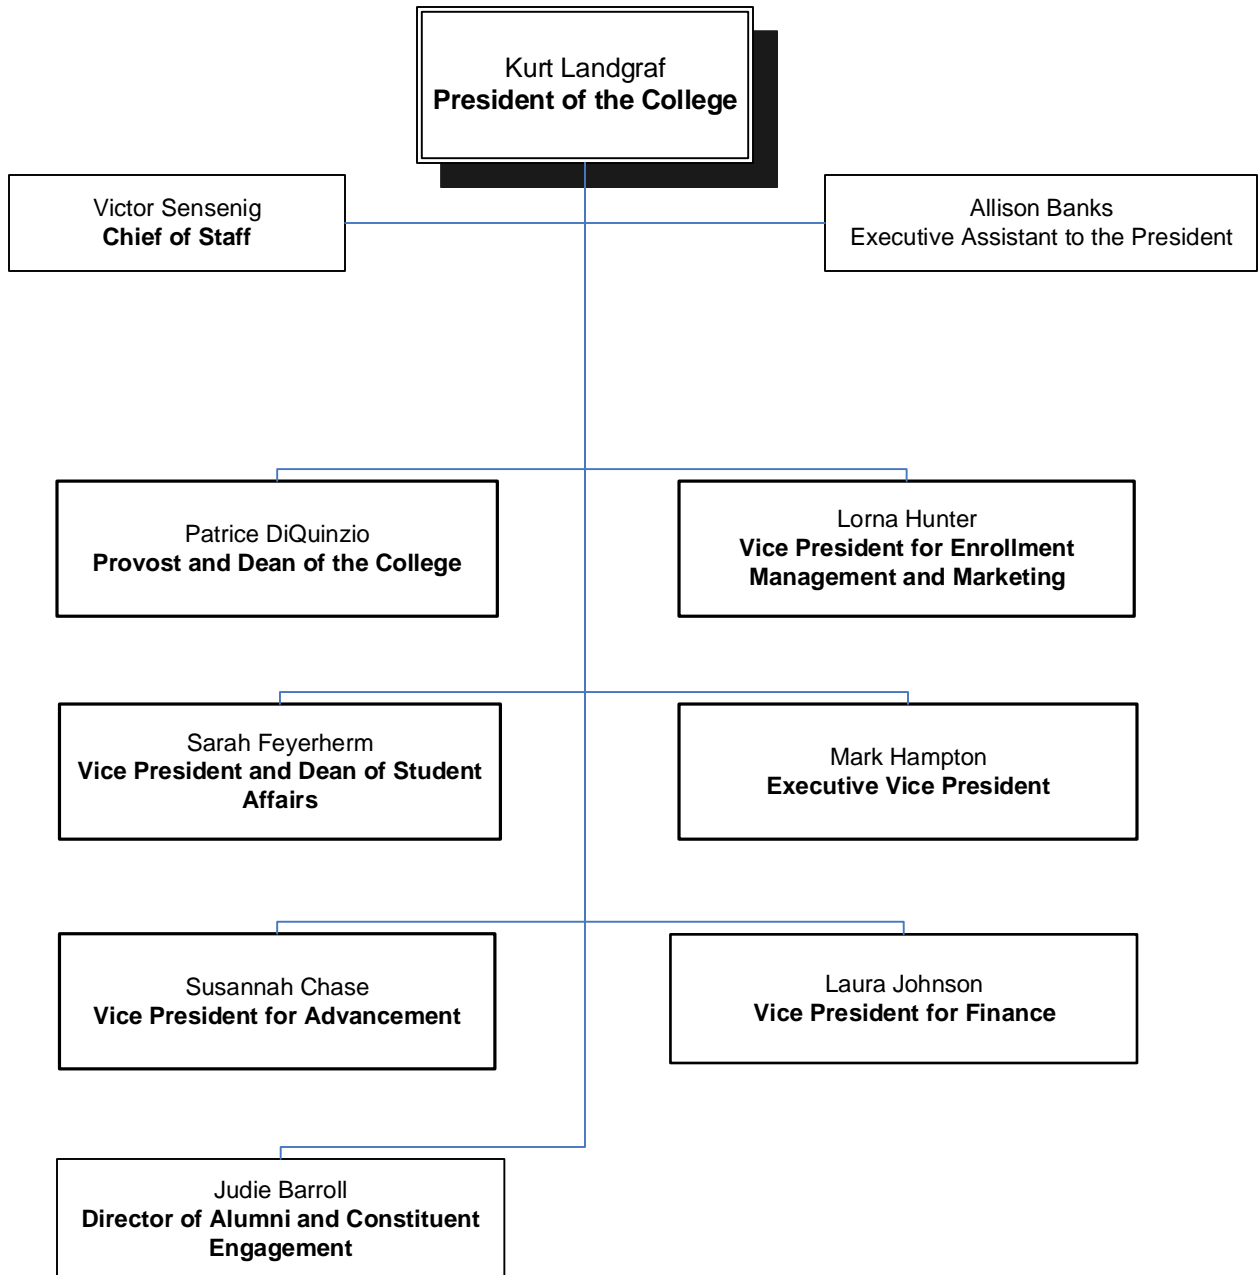 Kurt Landgraf
President of the College
Victor Sensenig
Chief of Staff
Allison Banks
Executive Assistant to the President
Patrice DiQuinzio
Provost and Dean of the College
Lorna Hunter
Vice President for Enrollment
Management and Marketing
Sarah Feyerherm
Vice President and Dean of Student
Affairs
Mark Hampton
Executive Vice President
Susannah Chase
Vice President for Advancement
Laura Johnson
Vice President for Finance
Judie Barroll
Director of Alumni and Constituent
Engagement